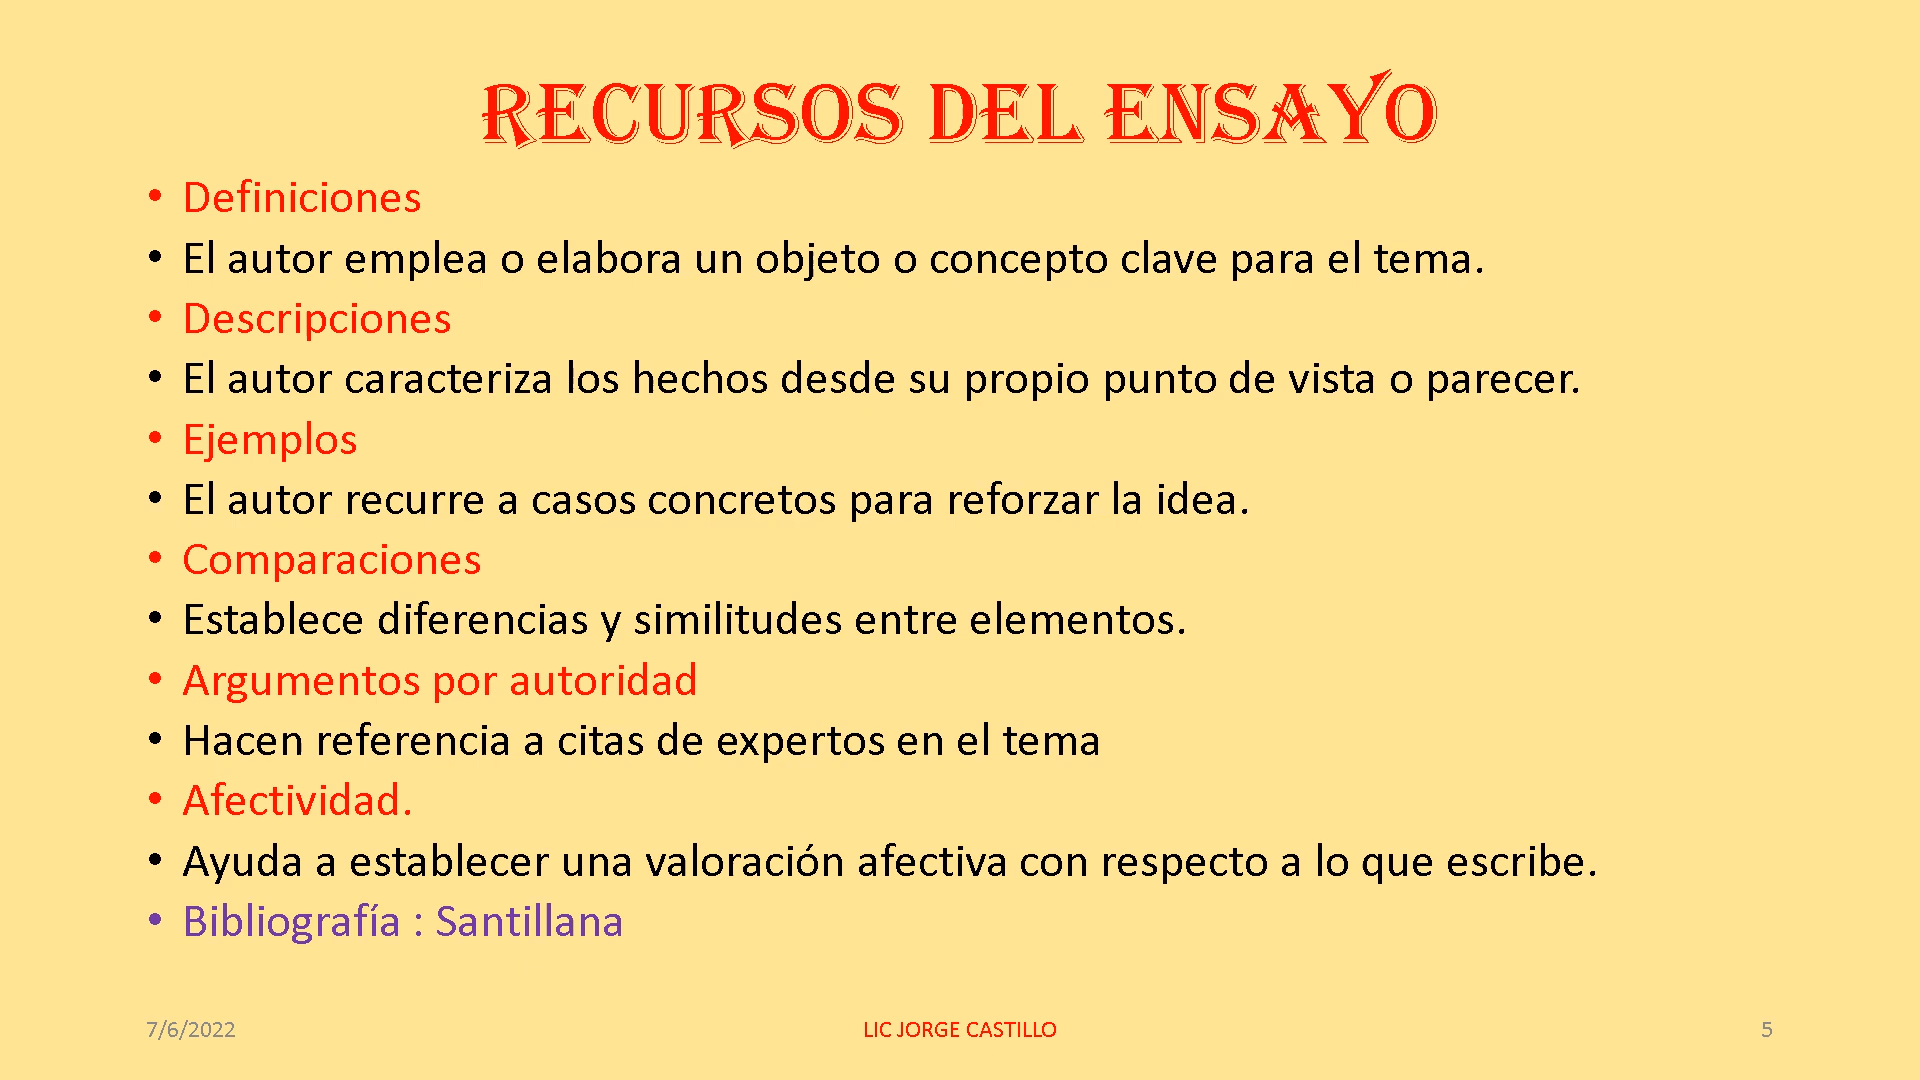 RECURSOS DEL ENSAYO
• Definiciones
• El autor emplea o elabora un objeto o concepto clave para el tema.
• Descripciones
• El autor caracteriza los hechos desde su propio punto de vista o parecer.
• Ejemplos
• El autor recurre a casos concretos para reforzar la idea.
• Comparaciones
• Establece diferencias y similitudes entre elementos.
• Argumentos por autoridad
• Hacen referencia a citas de expertos en el tema
• Afectividad.
• Ayuda a establecer una valoración afectiva con respecto a lo que escribe.
• Bibliografía : Santillana
7/6/2022
LIC JORGE CASTILLO
5